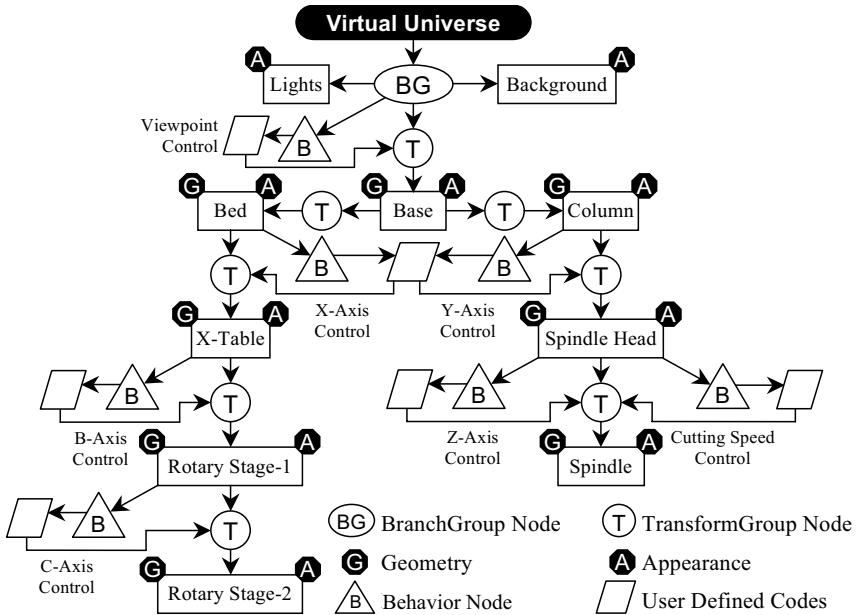 Virtual Universe
A
A
Lights
BG
Background
Viewpoint
Control
B
T
G
A
G
A
G
A
Bed
T
Base
T
Column
T
B
B
T
X-Axis
Control
Y-Axis
Control
G
A
G
A
X-Table
Spindle Head
B
T
B
T
B
B-Axis
Control
Z-Axis
Control
Cutting Speed
Control
G
A
G
A
Rotary Stage-1
Spindle
B
T
C-Axis
Control
G
A
Rotary Stage-2
BG BranchGroup Node
T TransformGroup Node
G Geometry
A Appearance
B Behavior Node
User Defined Codes